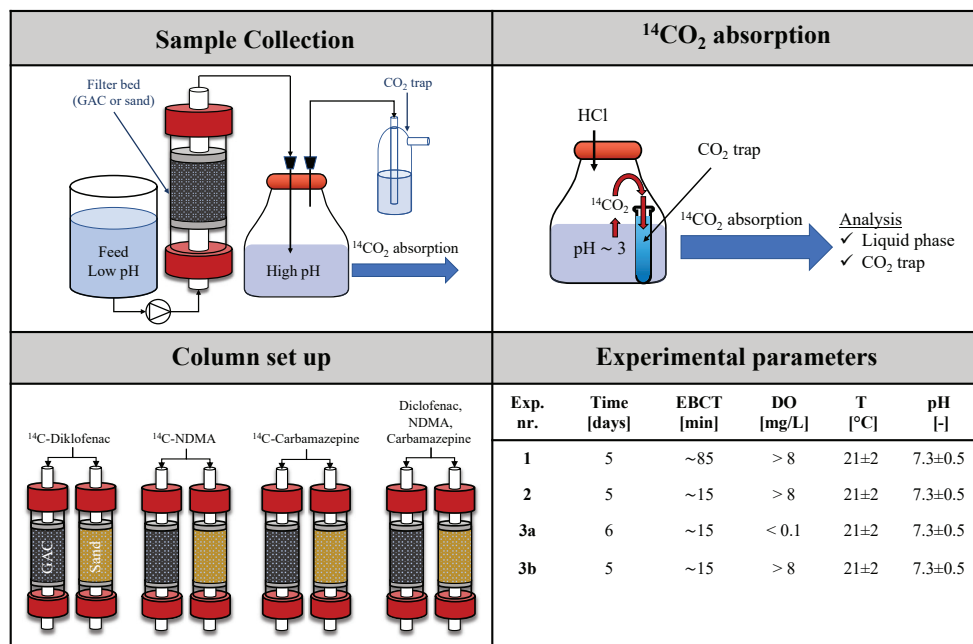 Sample Collection
Filter bed
(GAC or sand)
CO₂ trap
Feed
Low pH
High pH
¹⁴CO₂ absorption
¹⁴CO₂ absorption
HCl
CO₂ trap
¹⁴CO₂
pH ~ 3
¹⁴CO₂ absorption
Analysis
✓ Liquid phase
✓ CO₂ trap
Column set up
¹⁴C-Diklofenac
¹⁴C-NDMA
¹⁴C-Carbamazepine
Diclofenac,
NDMA,
Carbamazepine
GAC
Sand
Experimental parameters
Exp. nr. Time [days] EBCT [min] DO [mg/L] T [°C] pH [-]
1 5 ~85 > 8 21±2 7.3±0.5
2 5 ~15 > 8 21±2 7.3±0.5
3a 6 ~15 < 0.1 21±2 7.3±0.5
3b 5 ~15 > 8 21±2 7.3±0.5